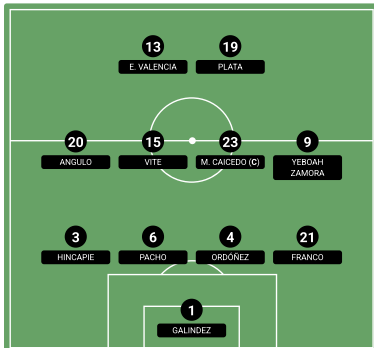 13 19
E. VALENCIA PLATA
20 15 23 9
ANGULO VITE M. CAICEDO (C) YEBOAH
ZAMORA
3 6 4 21
HINCAPIE PACHO ORDÓÑEZ FRANCO
1
GALINDEZ